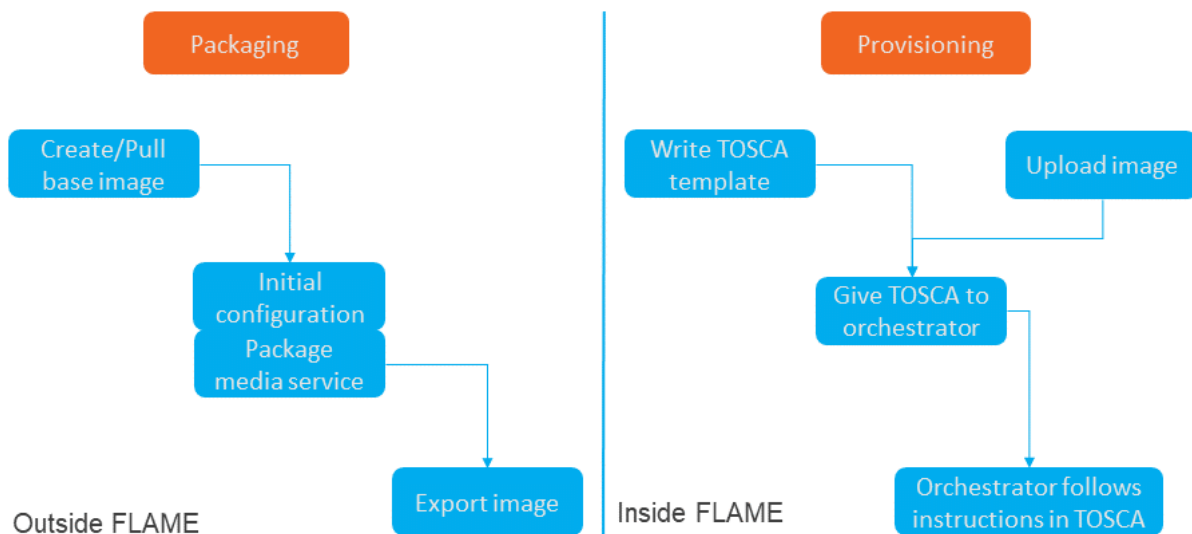 Packaging
Create/Pull
base image
Initial
configuration
Package
media service
Export image
Outside FLAME
Provisioning
Write TOSCA
template
Upload image
Give TOSCA to
orchestrator
Orchestrator follows
instructions in TOSCA
Inside FLAME